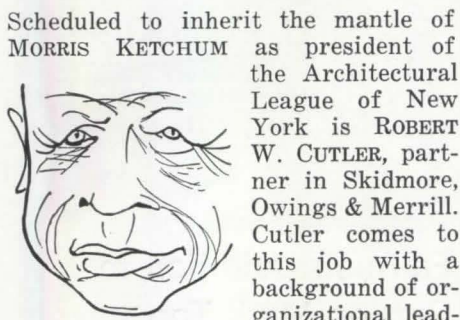 Scheduled to inherit the mantle of
MORRIS KETCHUM as president of
the Architectural
League of New
York is ROBERT
W. CUTLER, part-
ner in Skidmore,
Owings & Merrill.
Cutler comes to
this job with a
background of or-
ganizational lead-